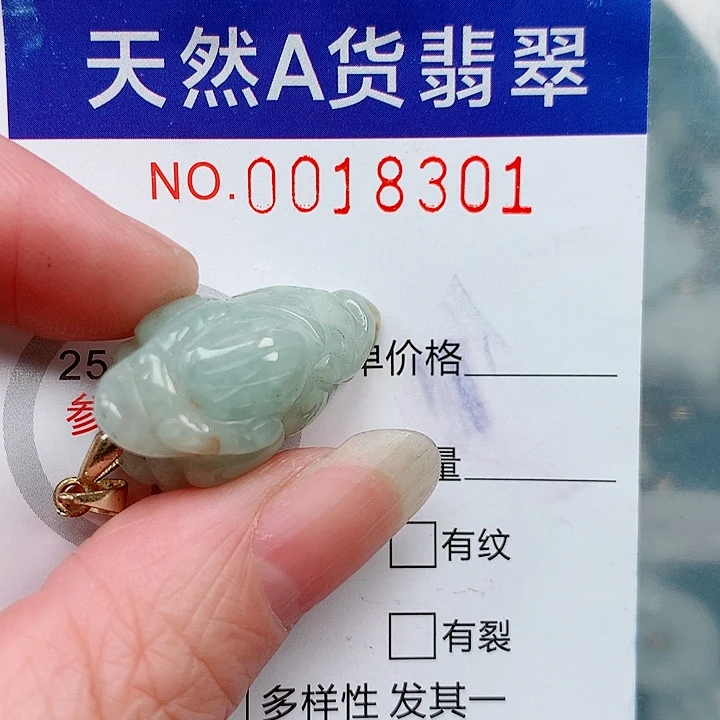 天然A货翡翠
NO.0018301
25
价格
参
量
有纹
有裂
多样性 发其一